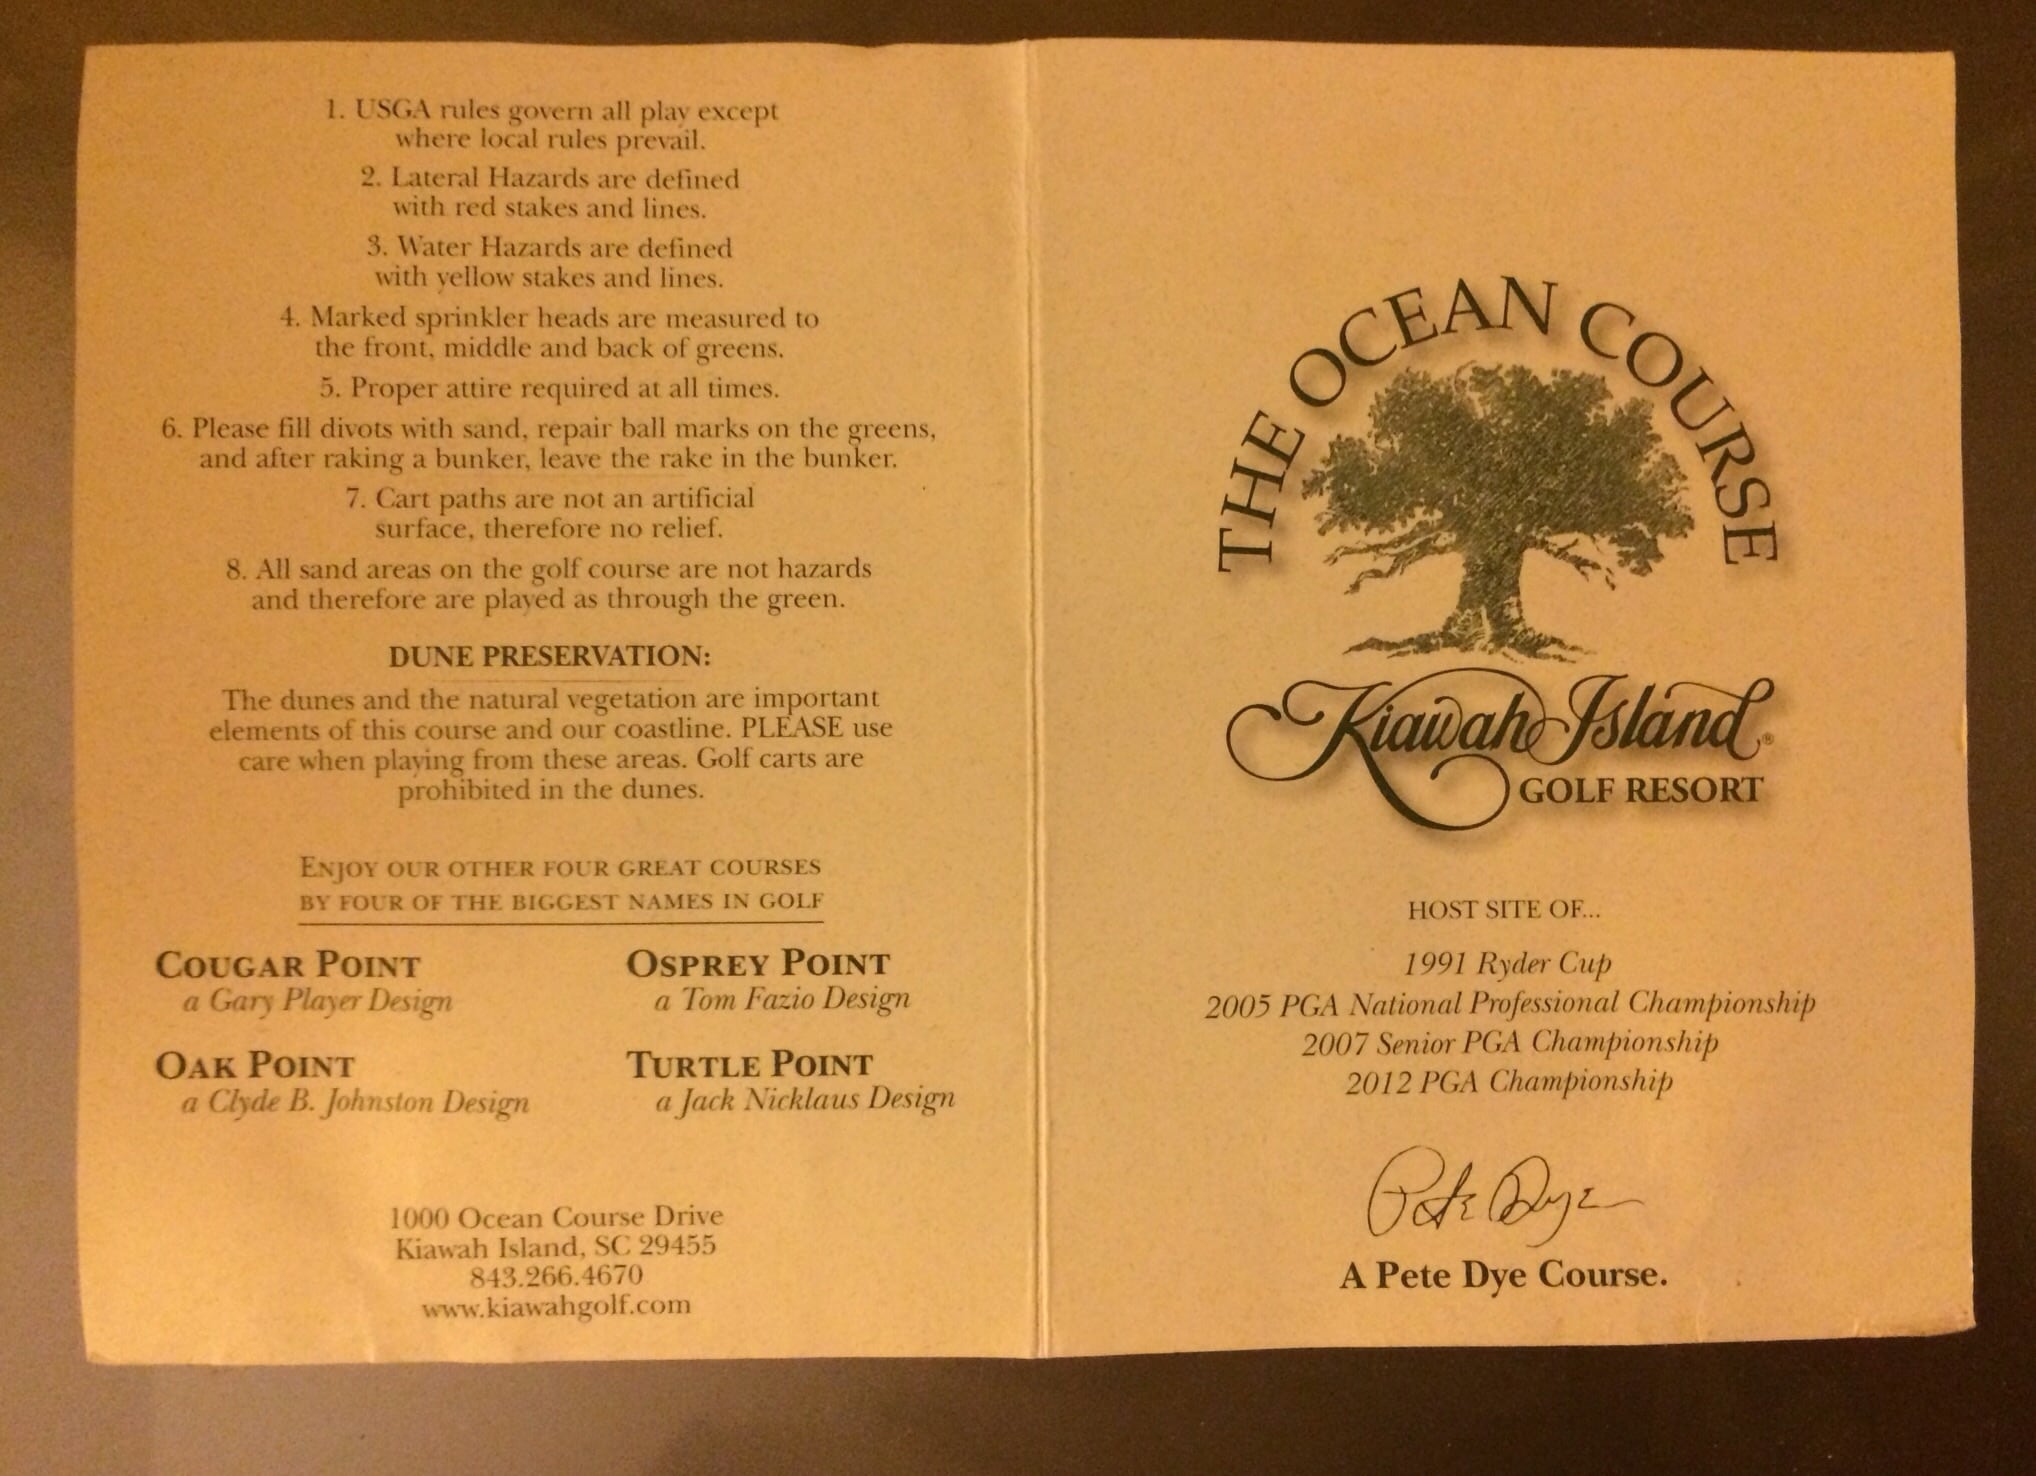 1. USGA rules govern all play except
where local rules prevail.
2. Lateral Hazards are defined
with red stakes and lines.
3. Water Hazards are defined
with yellow stakes and lines.
4. Marked sprinkler heads are measured to
the front, middle and back of greens.
5. Proper attire required at all times.
6. Please fill divots with sand, repair ball marks on the greens,
and after raking a bunker, leave the rake in the bunker.
7. Cart paths are not an artificial
surface, therefore no relief.
8. All sand areas on the golf course are not hazards
and therefore are played as through the green.
DUNE PRESERVATION:
The dunes and the natural vegetation are important
elements of this course and our coastline. PLEASE use
care when playing from these areas. Golf carts are
prohibited in the dunes.
ENJOY OUR OTHER FOUR GREAT COURSES
BY FOUR OF THE BIGGEST NAMES IN GOLF
COUGAR POINT
a Gary Player Design
OSPREY POINT
a Tom Fazio Design
OAK POINT
a Clyde B. Johnston Design
TURTLE POINT
a Jack Nicklaus Design
1000 Ocean Course Drive
Kiawah Island, SC 29455
843.266.4670
www.kiawahgolf.com
THE OCEAN COURSE
Kiawah Island®
GOLF RESORT
HOST SITE OF...
1991 Ryder Cup
2005 PGA National Professional Championship
2007 Senior PGA Championship
2012 PGA Championship
Pete Dye
A Pete Dye Course.